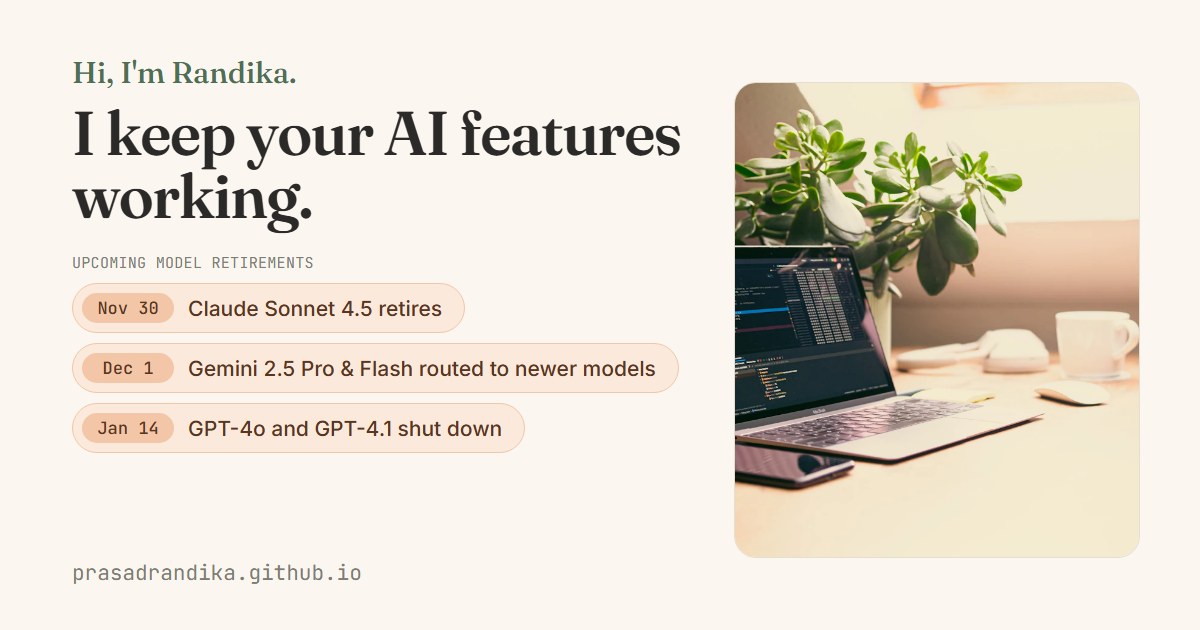 Hi, I'm Randika.
I keep your AI features
working.
UPCOMING MODEL RETIREMENTS
Nov 30 Claude Sonnet 4.5 retires
Dec 1 Gemini 2.5 Pro & Flash routed to newer models
Jan 14 GPT-4o and GPT-4.1 shut down
prasadrandika.github.io